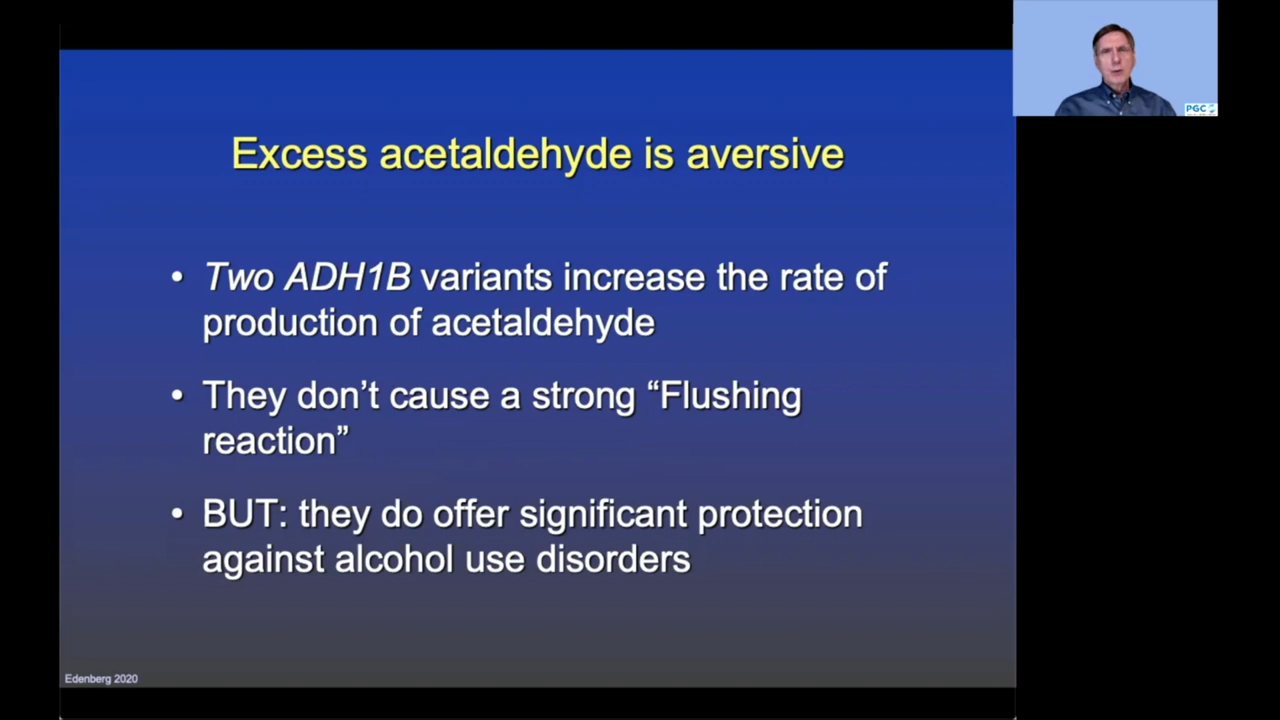 PGC
Excess acetaldehyde is aversive
• Two ADH1B variants increase the rate of
production of acetaldehyde
• They don’t cause a strong “Flushing
reaction”
• BUT: they do offer significant protection
against alcohol use disorders
Edenberg 2020